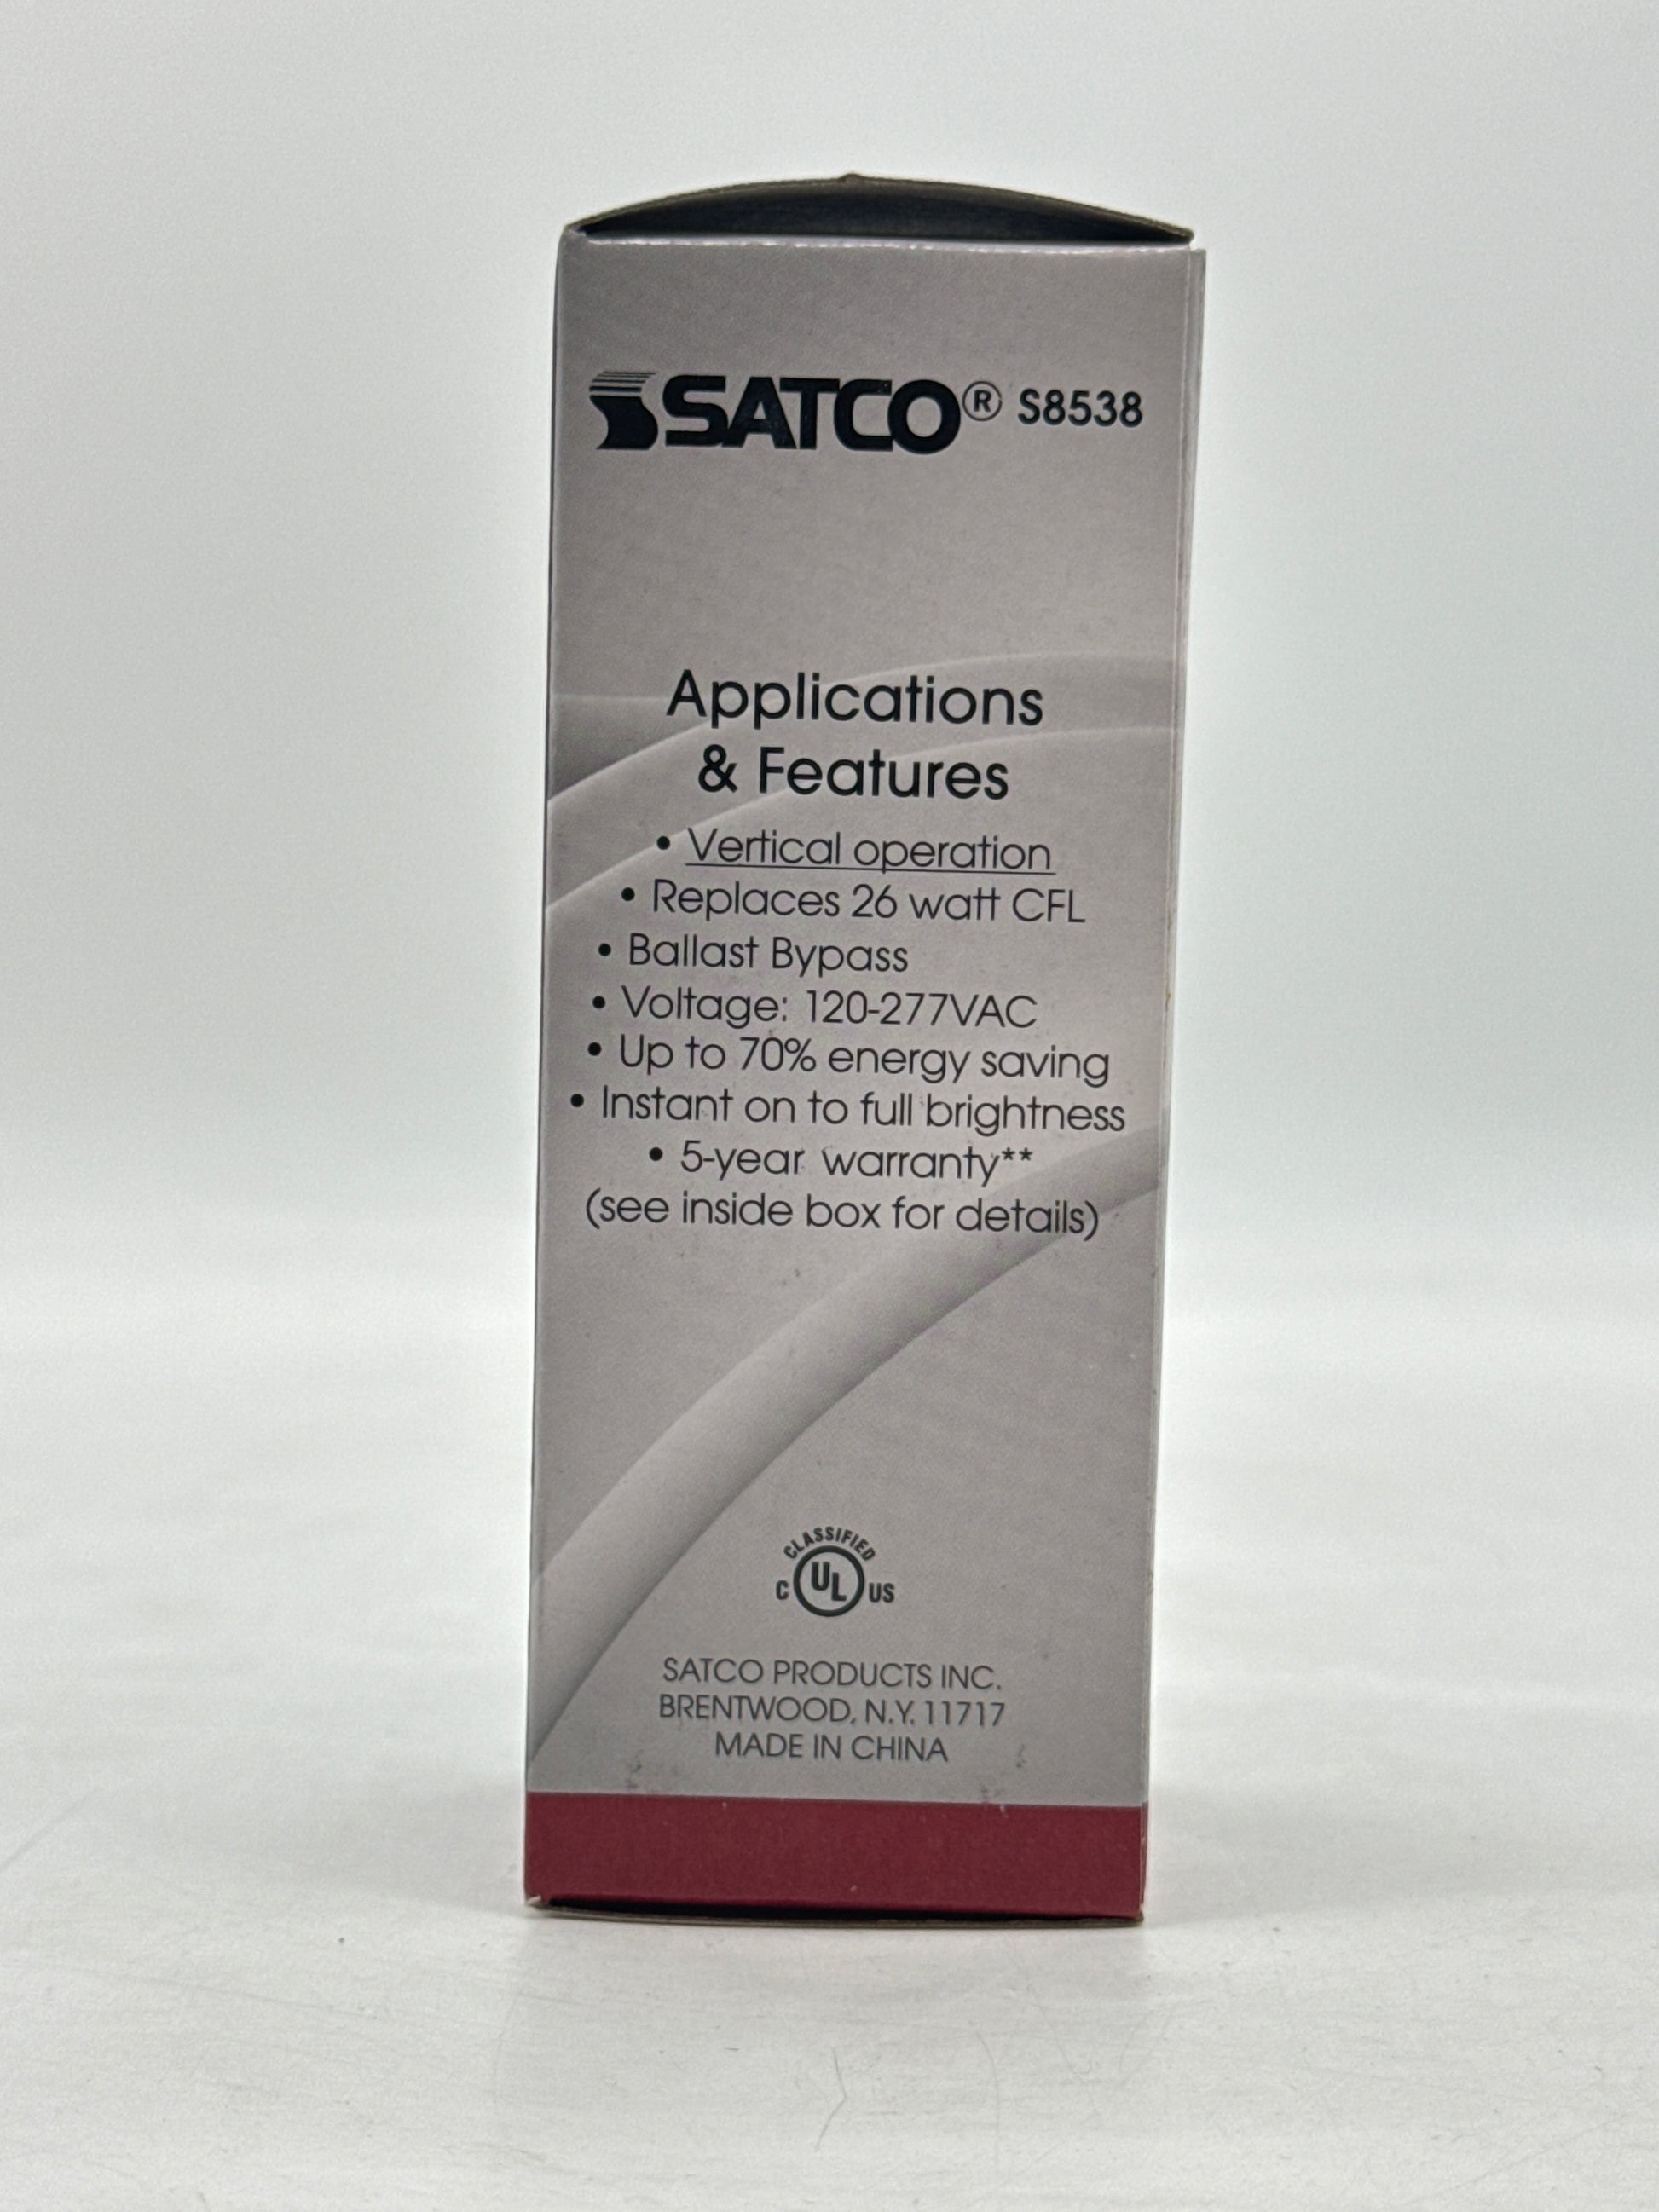 SATCO® S8538
Applications
& Features
• Vertical operation
• Replaces 26 watt CFL
• Ballast Bypass
• Voltage: 120-277VAC
• Up to 70% energy saving
• Instant on to full brightness
• 5-year warranty**
(see inside box for details)
CLASSIFIED
C UL US
SATCO PRODUCTS INC.
BRENTWOOD, N.Y. 11717
MADE IN CHINA